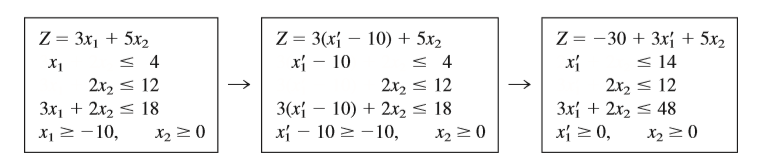 Z = 3x₁ + 5x₂
x₁ ≤ 4
2x₂ ≤ 12
3x₁ + 2x₂ ≤ 18
x₁ ≥ −10, x₂ ≥ 0
→
Z = 3(x₁′ − 10) + 5x₂
x₁′ − 10 ≤ 4
2x₂ ≤ 12
3(x₁′ − 10) + 2x₂ ≤ 18
x₁′ − 10 ≥ −10, x₂ ≥ 0
→
Z = −30 + 3x₁′ + 5x₂
x₁′ ≤ 14
2x₂ ≤ 12
3x₁′ + 2x₂ ≤ 48
x₁′ ≥ 0, x₂ ≥ 0